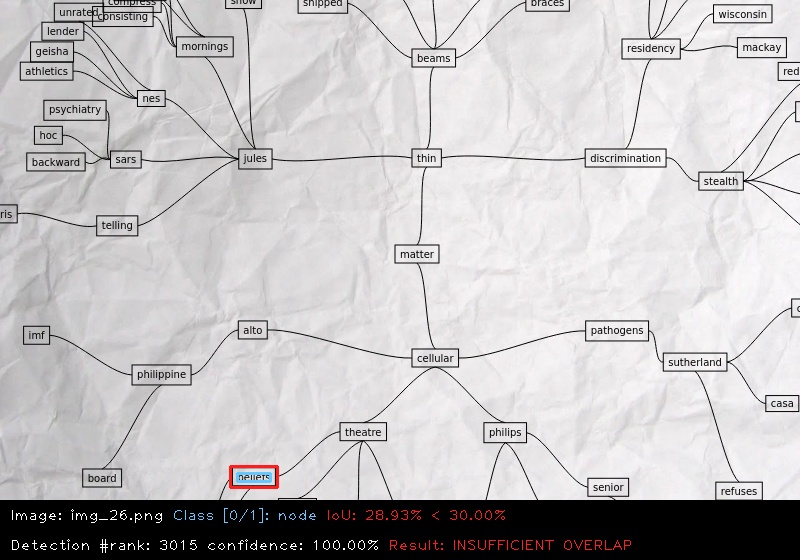 show
shipped
braces
compress
unrated
consisting
wisconsin
lender
mornings
residency
mackay
geisha
beams
athletics
red
nes
psychiatry
hoc
backward
sars
jules
thin
discrimination
stealth
ris
telling
matter
imf
alto
pathogens
cellular
sutherland
philippine
casa
theatre
philips
board
beliefs
senior
refuses
Image: img_26.png Class [0/1]: node IoU: 28.93% < 30.00%
Detection #rank: 3015 confidence: 100.00% Result: INSUFFICIENT OVERLAP